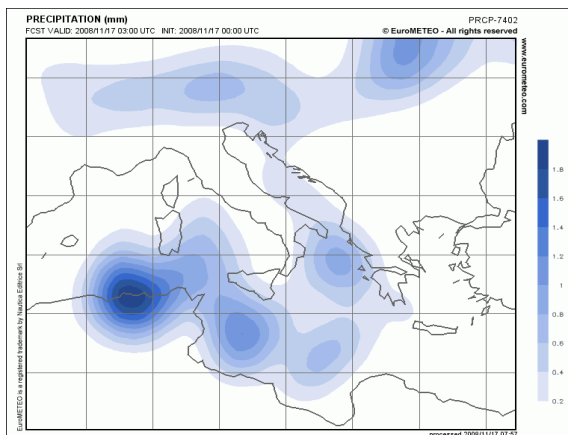 PRECIPITATION (mm)
PRCP-7402
FCST VALID: 2008/11/17 03:00 UTC INIT: 2008/11/17 00:00 UTC
© EuroMETEO - All rights reserved
www.eurometeo.com
1.8
1.6
1.4
1.2
1
0.8
0.6
0.4
0.2
EuroMETEO is a registered trademark by Nautica Editrice Srl
processed 2008/11/17 07:57